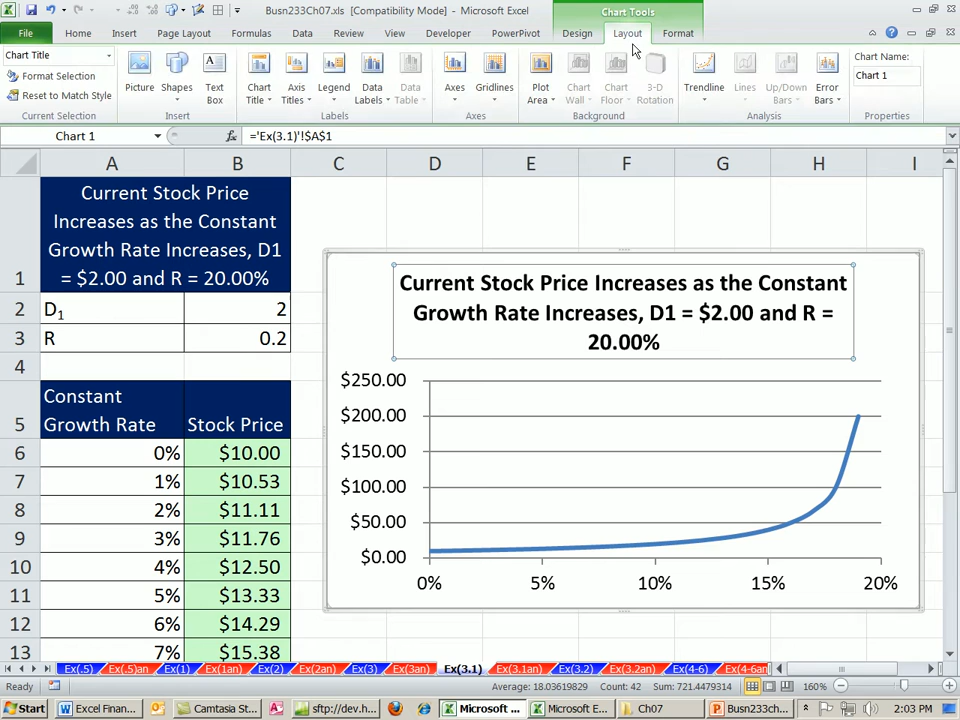 Busn233Ch07.xls [Compatibility Mode] - Microsoft Excel
Chart Tools
File Home Insert Page Layout Formulas Data Review View Developer PowerPivot Design Layout Format
Chart Title
Format Selection
Reset to Match Style
Current Selection
Picture Shapes Text Box
Insert
Chart Title Axis Titles Legend Data Labels Data Table
Labels
Axes Gridlines
Axes
Plot Area Chart Wall Chart Floor 3-D Rotation
Background
Trendline Lines Up/Down Bars Error Bars
Analysis
Chart Name:
Chart 1
Properties
Chart 1 fx ='Ex(3.1)'!$A$1
A B C D E F G H I
1 Current Stock Price
Increases as the Constant
Growth Rate Increases, D1
= $2.00 and R = 20.00%
2 D1 2
3 R 0.2
4
5 Constant Growth Rate Stock Price
6 0% $10.00
7 1% $10.53
8 2% $11.11
9 3% $11.76
10 4% $12.50
11 5% $13.33
12 6% $14.29
13 7% $15.38
Current Stock Price Increases as the Constant
Growth Rate Increases, D1 = $2.00 and R =
20.00%
$250.00
$200.00
$150.00
$100.00
$50.00
$0.00
0% 5% 10% 15% 20%
Ex(.5) Ex(.5)an Ex(1) Ex(1an) Ex(2) Ex(2an) Ex(3) Ex(3an) Ex(3.1) Ex(3.1an) Ex(3.2) Ex(3.2an) Ex(4-6) Ex(4-6an
Ready Average: 18.03619829 Count: 42 Sum: 721.4479314 160%
Start Excel Finan... Camtasia St... sftp://dev.h... Microsoft ... Microsoft E... Ch07 Busn233ch... 2:03 PM